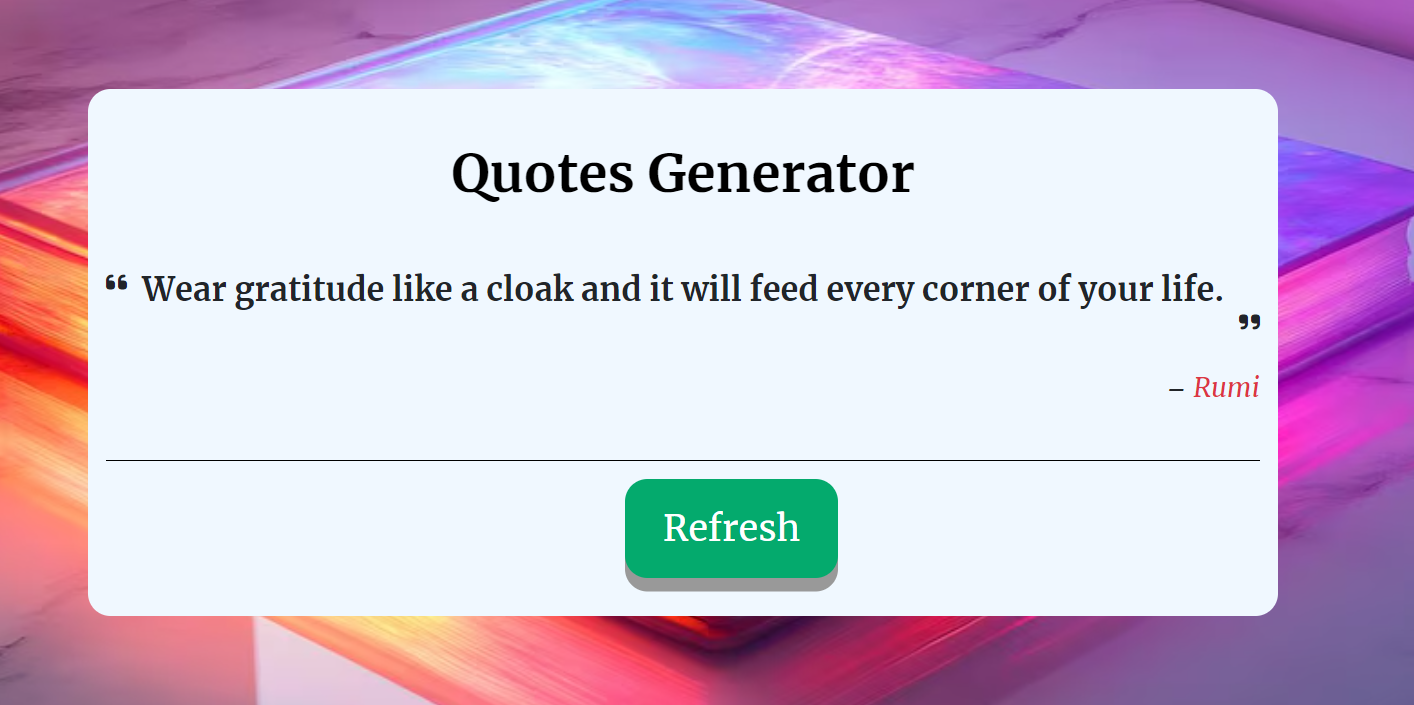 Quotes Generator
❝ Wear gratitude like a cloak and it will feed every corner of your life.
❞
– Rumi
Refresh